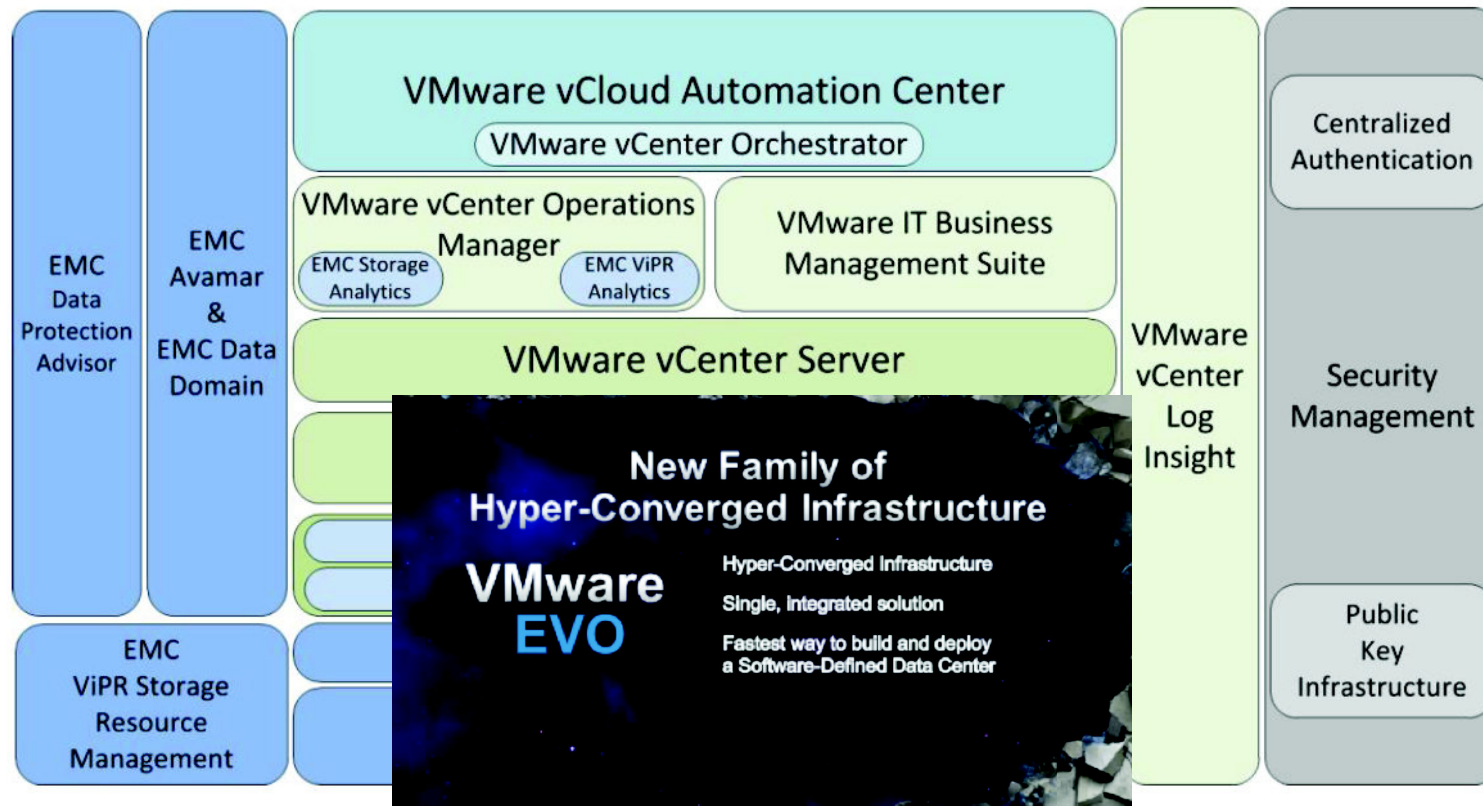 EMC
Data
Protection
Advisor
EMC
Avamar
&
EMC Data
Domain
VMware vCloud Automation Center
VMware vCenter Orchestrator
VMware vCenter Operations
Manager
EMC Storage
Analytics
EMC ViPR
Analytics
VMware IT Business
Management Suite
VMware vCenter Server
VMware
vCenter
Log
Insight
Centralized
Authentication
Security
Management
Public
Key
Infrastructure
EMC
ViPR Storage
Resource
Management
New Family of
Hyper-Converged Infrastructure
VMware
EVO
Hyper-Converged Infrastructure
Single, integrated solution
Fastest way to build and deploy
a Software-Defined Data Center